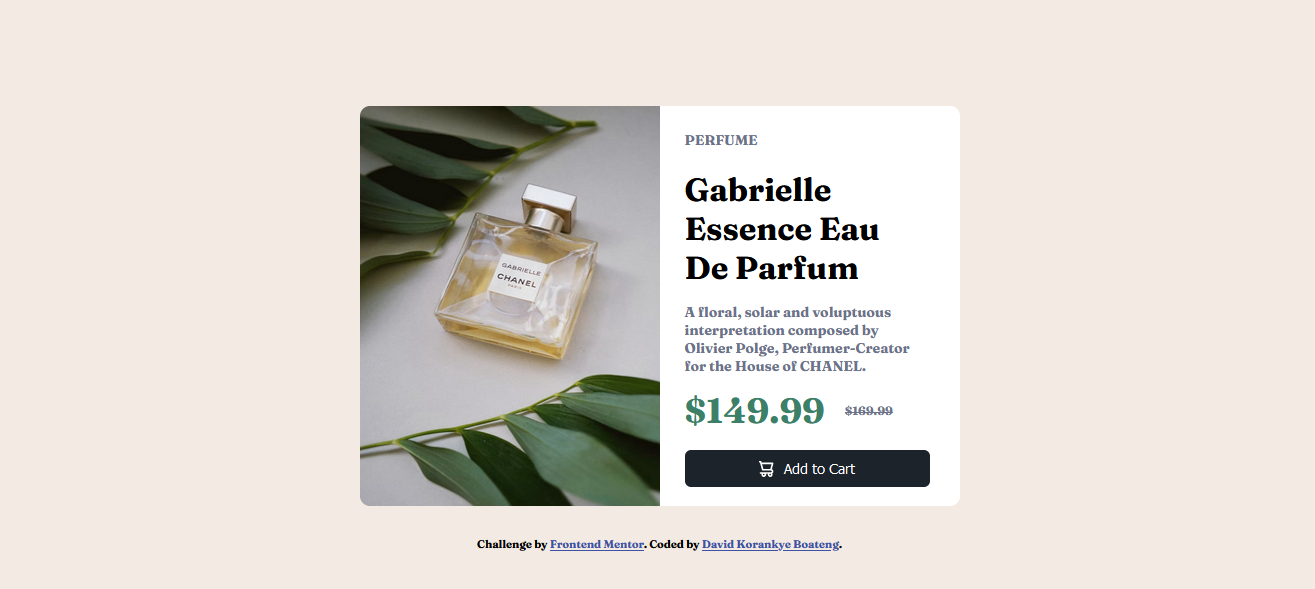 GABRIELLE
CHANEL
PARIS
PERFUME
Gabrielle
Essence Eau
De Parfum
A floral, solar and voluptuous
interpretation composed by
Olivier Polge, Perfumer-Creator
for the House of CHANEL.
$149.99 $169.99
Add to Cart
Challenge by Frontend Mentor. Coded by David Korankye Boateng.